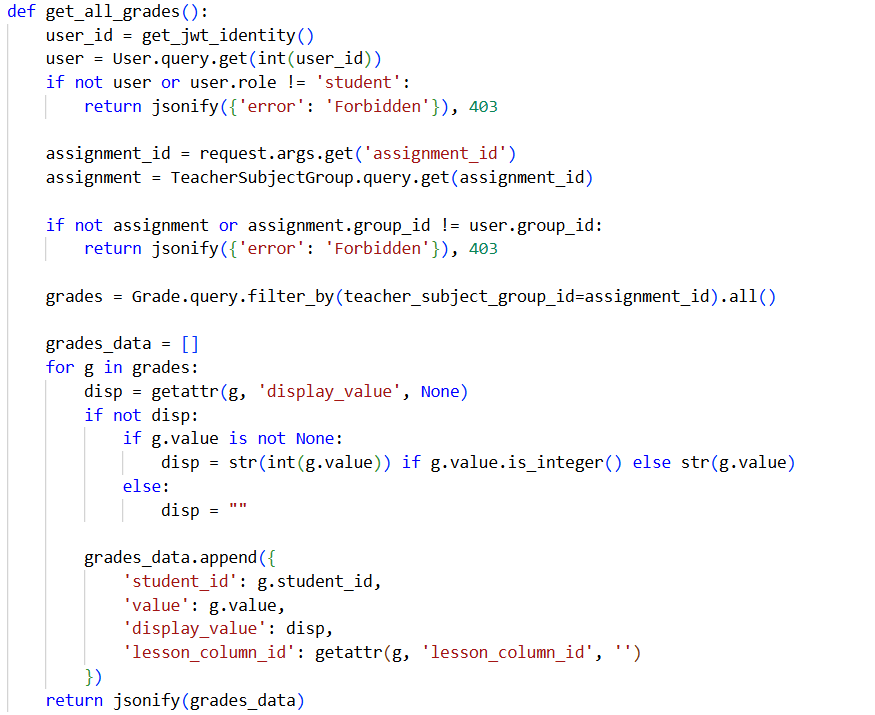 def get_all_grades():
    user_id = get_jwt_identity()
    user = User.query.get(int(user_id))
    if not user or user.role != 'student':
        return jsonify({'error': 'Forbidden'}), 403

    assignment_id = request.args.get('assignment_id')
    assignment = TeacherSubjectGroup.query.get(assignment_id)

    if not assignment or assignment.group_id != user.group_id:
        return jsonify({'error': 'Forbidden'}), 403

    grades = Grade.query.filter_by(teacher_subject_group_id=assignment_id).all()

    grades_data = []
    for g in grades:
        disp = getattr(g, 'display_value', None)
        if not disp:
            if g.value is not None:
                disp = str(int(g.value)) if g.value.is_integer() else str(g.value)
            else:
                disp = ""

        grades_data.append({
            'student_id': g.student_id,
            'value': g.value,
            'display_value': disp,
            'lesson_column_id': getattr(g, 'lesson_column_id', '')
        })
    return jsonify(grades_data)